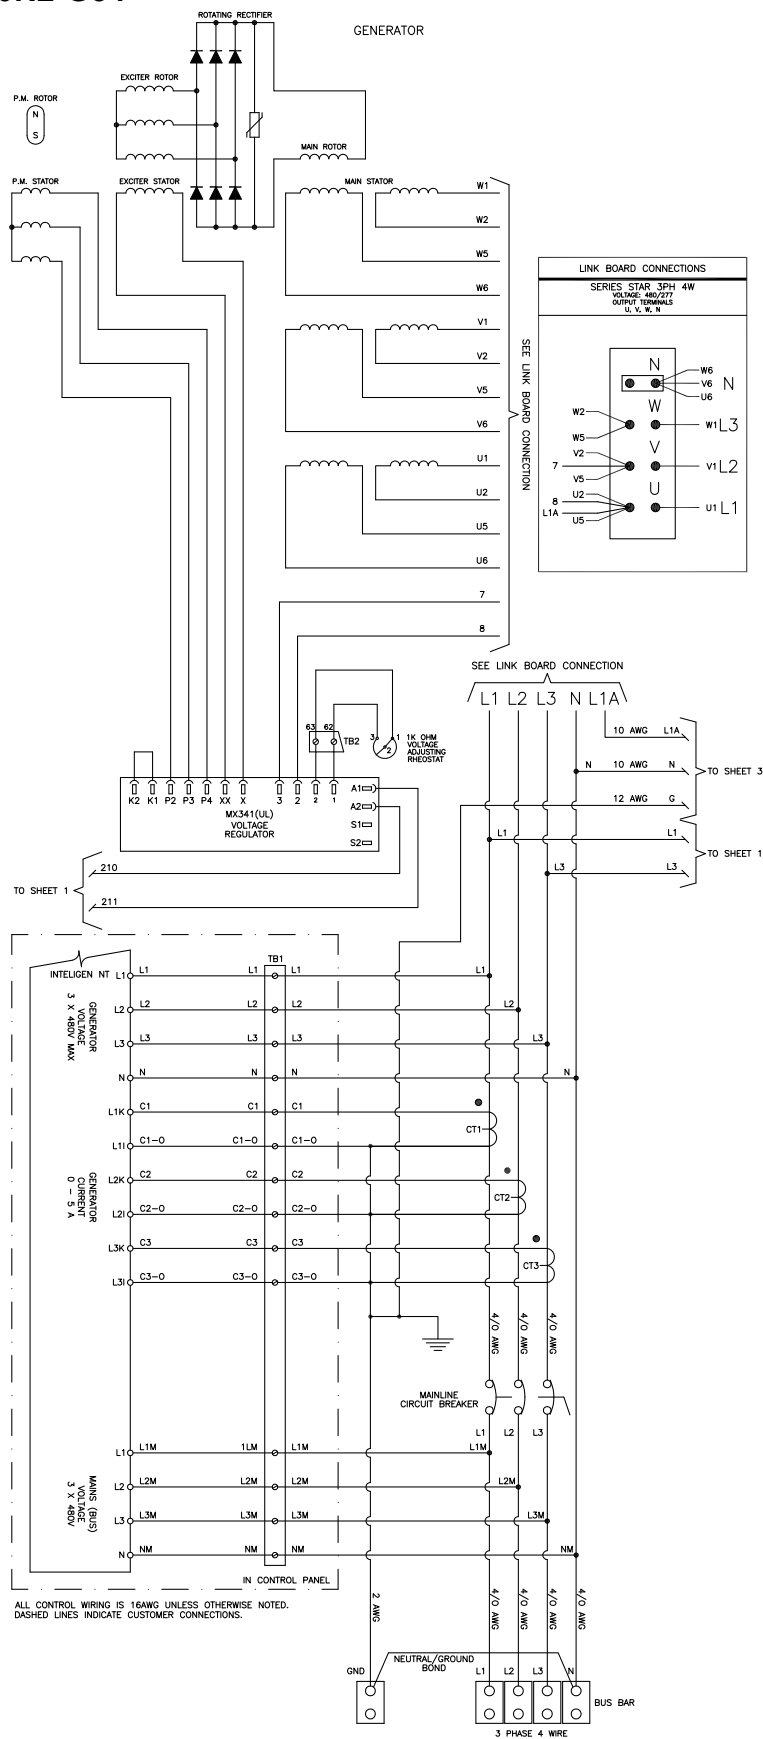 ROTATING RECTIFIER
GENERATOR
EXCITER ROTOR
P.M. ROTOR
N
S
MAIN ROTOR
P.M. STATOR
EXCITER STATOR
MAIN STATOR
W1
W2
W5
W6
V1
V2
V5
V6
U1
U2
U5
U6
7
8
SEE LINK BOARD CONNECTION
LINK BOARD CONNECTIONS
SERIES STAR 3PH 4W
VOLTAGE: 480/277
OUTPUT TERMINALS
U, V, W, N
N
W6
V6 N
U6
W
W2
W5
W1 L3
V
V2
7
V5
V1 L2
U
U2
8
L1A
U5
U1 L1
SEE LINK BOARD CONNECTION
L1 L2 L3 N L1A
63 62
TB2
3 1
2
1K OHM
VOLTAGE
ADJUSTING
RHEOSTAT
10 AWG L1A
N 10 AWG N
TO SHEET 3
12 AWG G
L1 L1
TO SHEET 1
L3 L3
K2 K1 P2 P3 P4 XX X 3 2 2 1
A1
A2
S1
S2
MX341(UL)
VOLTAGE
REGULATOR
210
TO SHEET 1
211
TB1
INTELIGEN NT
L1 L1 L1 L1 L1
L2 L2 L2 L2 L2
L3 L3 L3 L3 L3
N N N N N
GENERATOR
VOLTAGE
3 X 480V MAX
L1K C1 C1 C1
CT1
L1I C1-O C1-O C1-O
L2K C2 C2 C2
CT2
L2I C2-O C2-O C2-O
L3K C3 C3 C3
CT3
L3I C3-O C3-O C3-O
GENERATOR
CURRENT
0 - 5 A
4/0 AWG
4/0 AWG
4/0 AWG
MAINLINE
CIRCUIT BREAKER
L1 L2 L3
L1 L1M 1LM L1M L1M
L2 L2M L2M L2M L2M
L3 L3M L3M L3M L3M
N NM NM NM NM
MAINS (BUS)
VOLTAGE
3 X 480V
IN CONTROL PANEL
ALL CONTROL WIRING IS 16AWG UNLESS OTHERWISE NOTED.
DASHED LINES INDICATE CUSTOMER CONNECTIONS.
2 AWG
4/0 AWG
4/0 AWG
4/0 AWG
4/0 AWG
NEUTRAL/GROUND
BOND
GND L1 L2 L3 N
BUS BAR
3 PHASE 4 WIRE